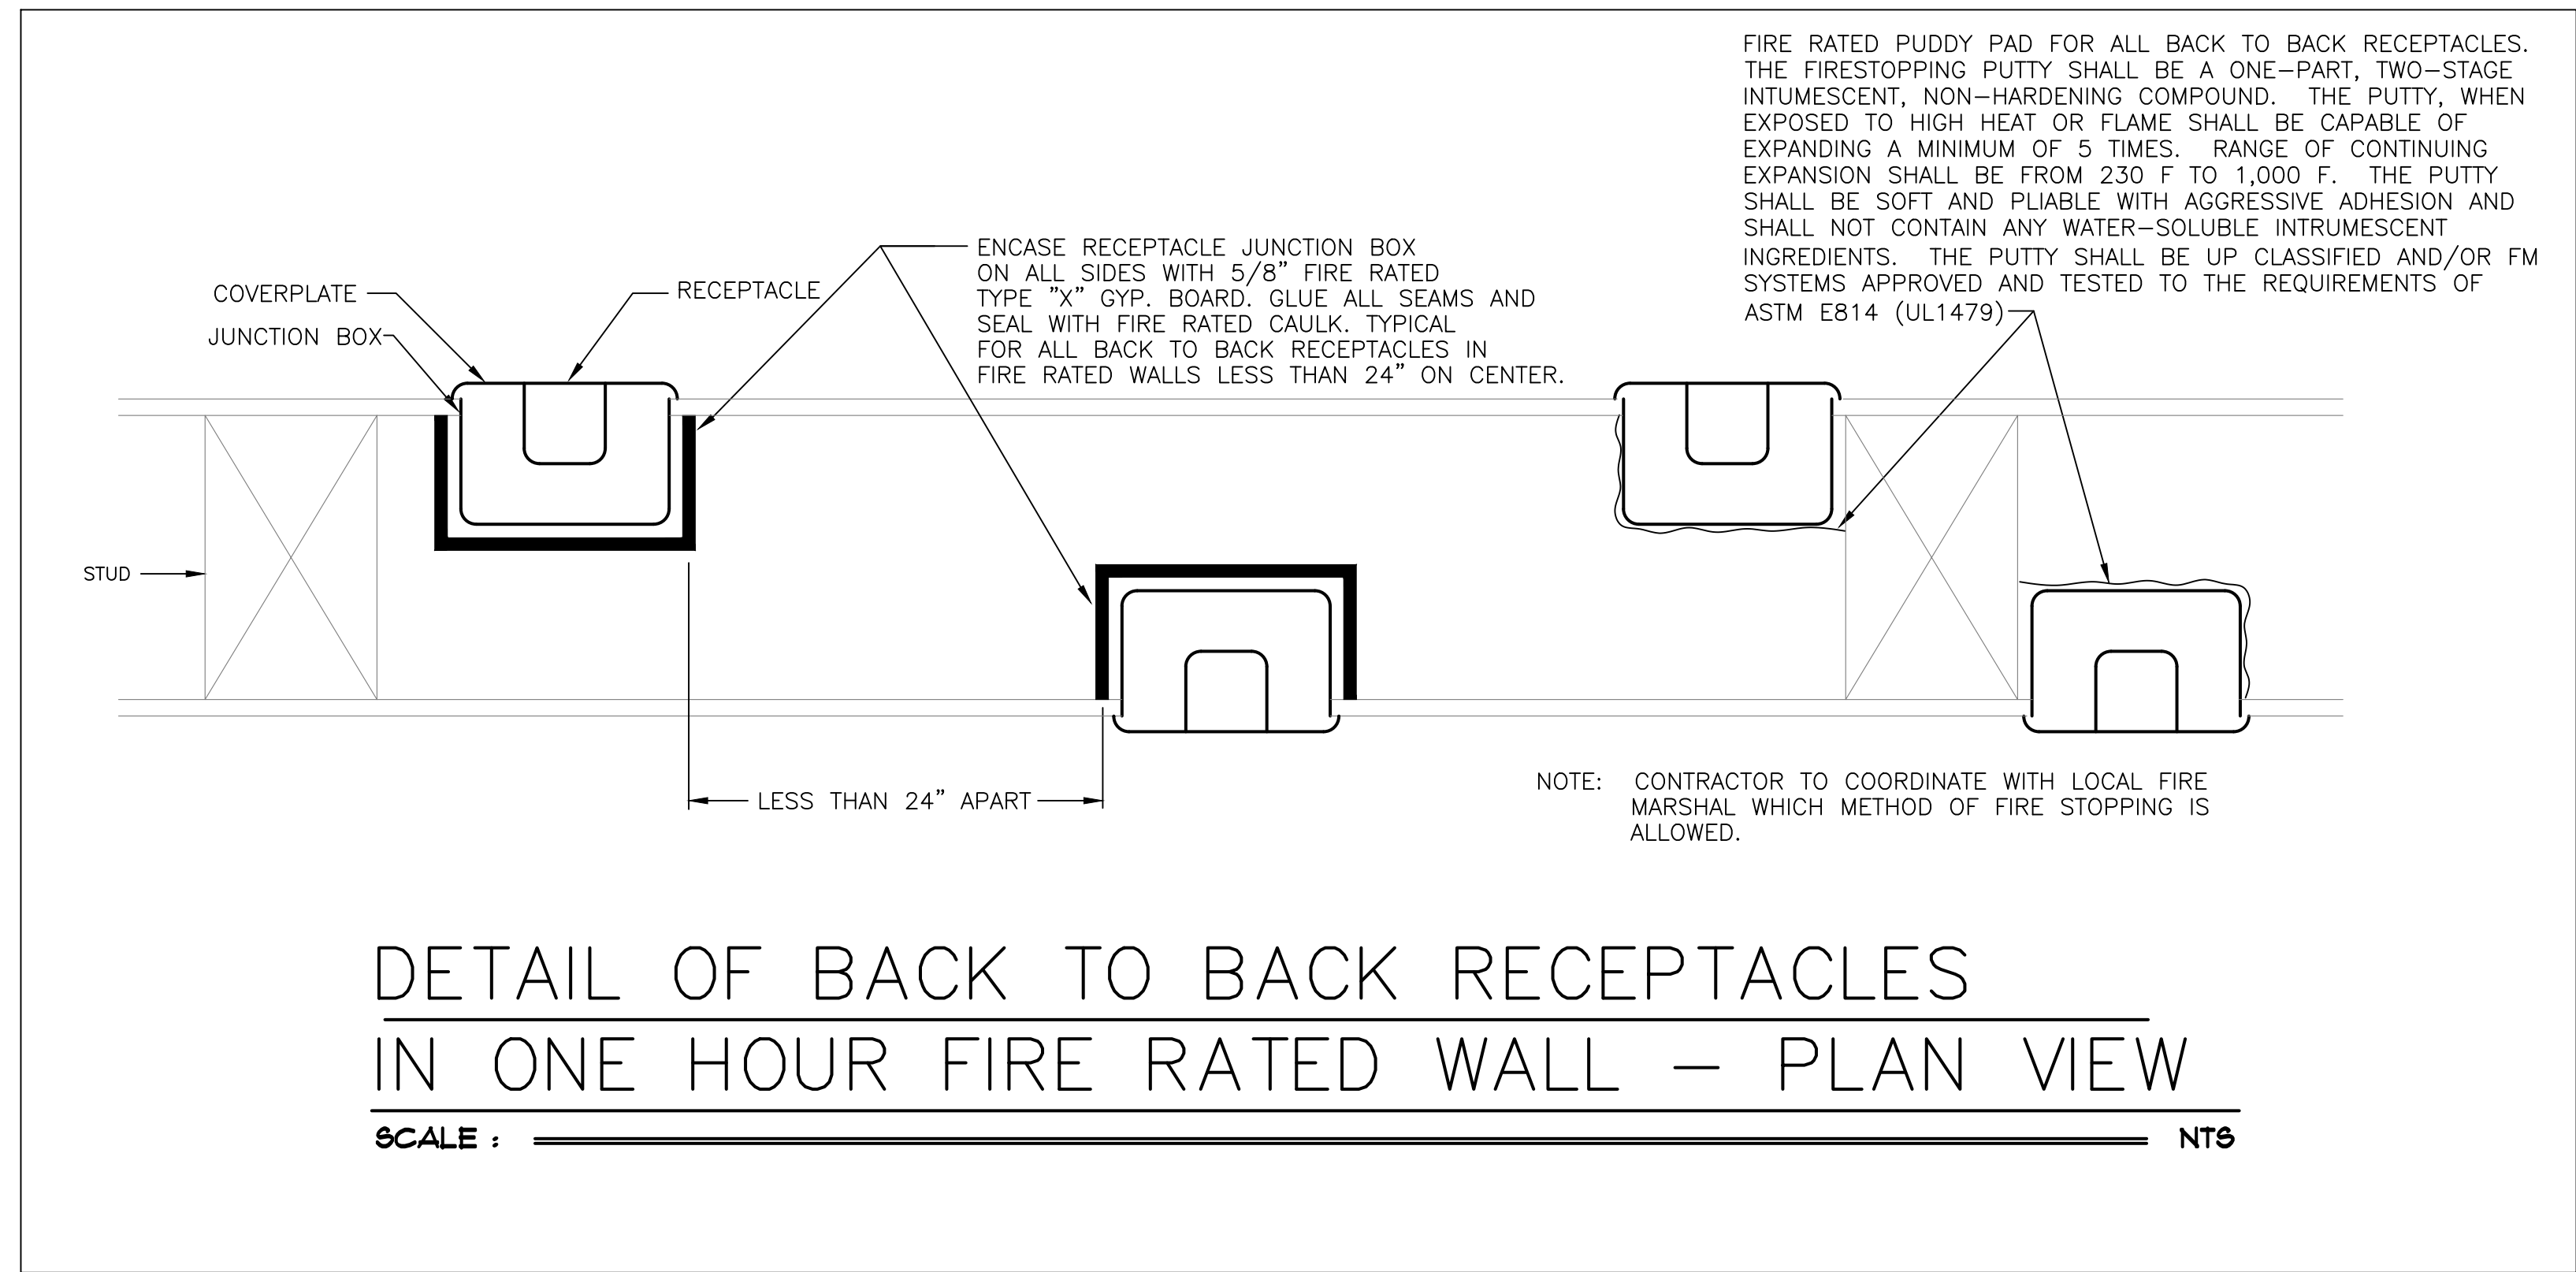 FIRE RATED PUDDY PAD FOR ALL BACK TO BACK RECEPTACLES.
THE FIRESTOPPING PUTTY SHALL BE A ONE-PART, TWO-STAGE
INTUMESCENT, NON-HARDENING COMPOUND. THE PUTTY, WHEN
EXPOSED TO HIGH HEAT OR FLAME SHALL BE CAPABLE OF
EXPANDING A MINIMUM OF 5 TIMES. RANGE OF CONTINUING
EXPANSION SHALL BE FROM 230 F TO 1,000 F. THE PUTTY
SHALL BE SOFT AND PLIABLE WITH AGGRESSIVE ADHESION AND
SHALL NOT CONTAIN ANY WATER-SOLUBLE INTRUMESCENT
INGREDIENTS. THE PUTTY SHALL BE UP CLASSIFIED AND/OR FM
SYSTEMS APPROVED AND TESTED TO THE REQUIREMENTS OF
ASTM E814 (UL1479)
ENCASE RECEPTACLE JUNCTION BOX
ON ALL SIDES WITH 5/8" FIRE RATED
TYPE "X" GYP. BOARD. GLUE ALL SEAMS AND
SEAL WITH FIRE RATED CAULK. TYPICAL
FOR ALL BACK TO BACK RECEPTACLES IN
FIRE RATED WALLS LESS THAN 24" ON CENTER.
COVERPLATE
RECEPTACLE
JUNCTION BOX
STUD
LESS THAN 24" APART
NOTE: CONTRACTOR TO COORDINATE WITH LOCAL FIRE
MARSHAL WHICH METHOD OF FIRE STOPPING IS
ALLOWED.
DETAIL OF BACK TO BACK RECEPTACLES
IN ONE HOUR FIRE RATED WALL - PLAN VIEW
SCALE : NTS